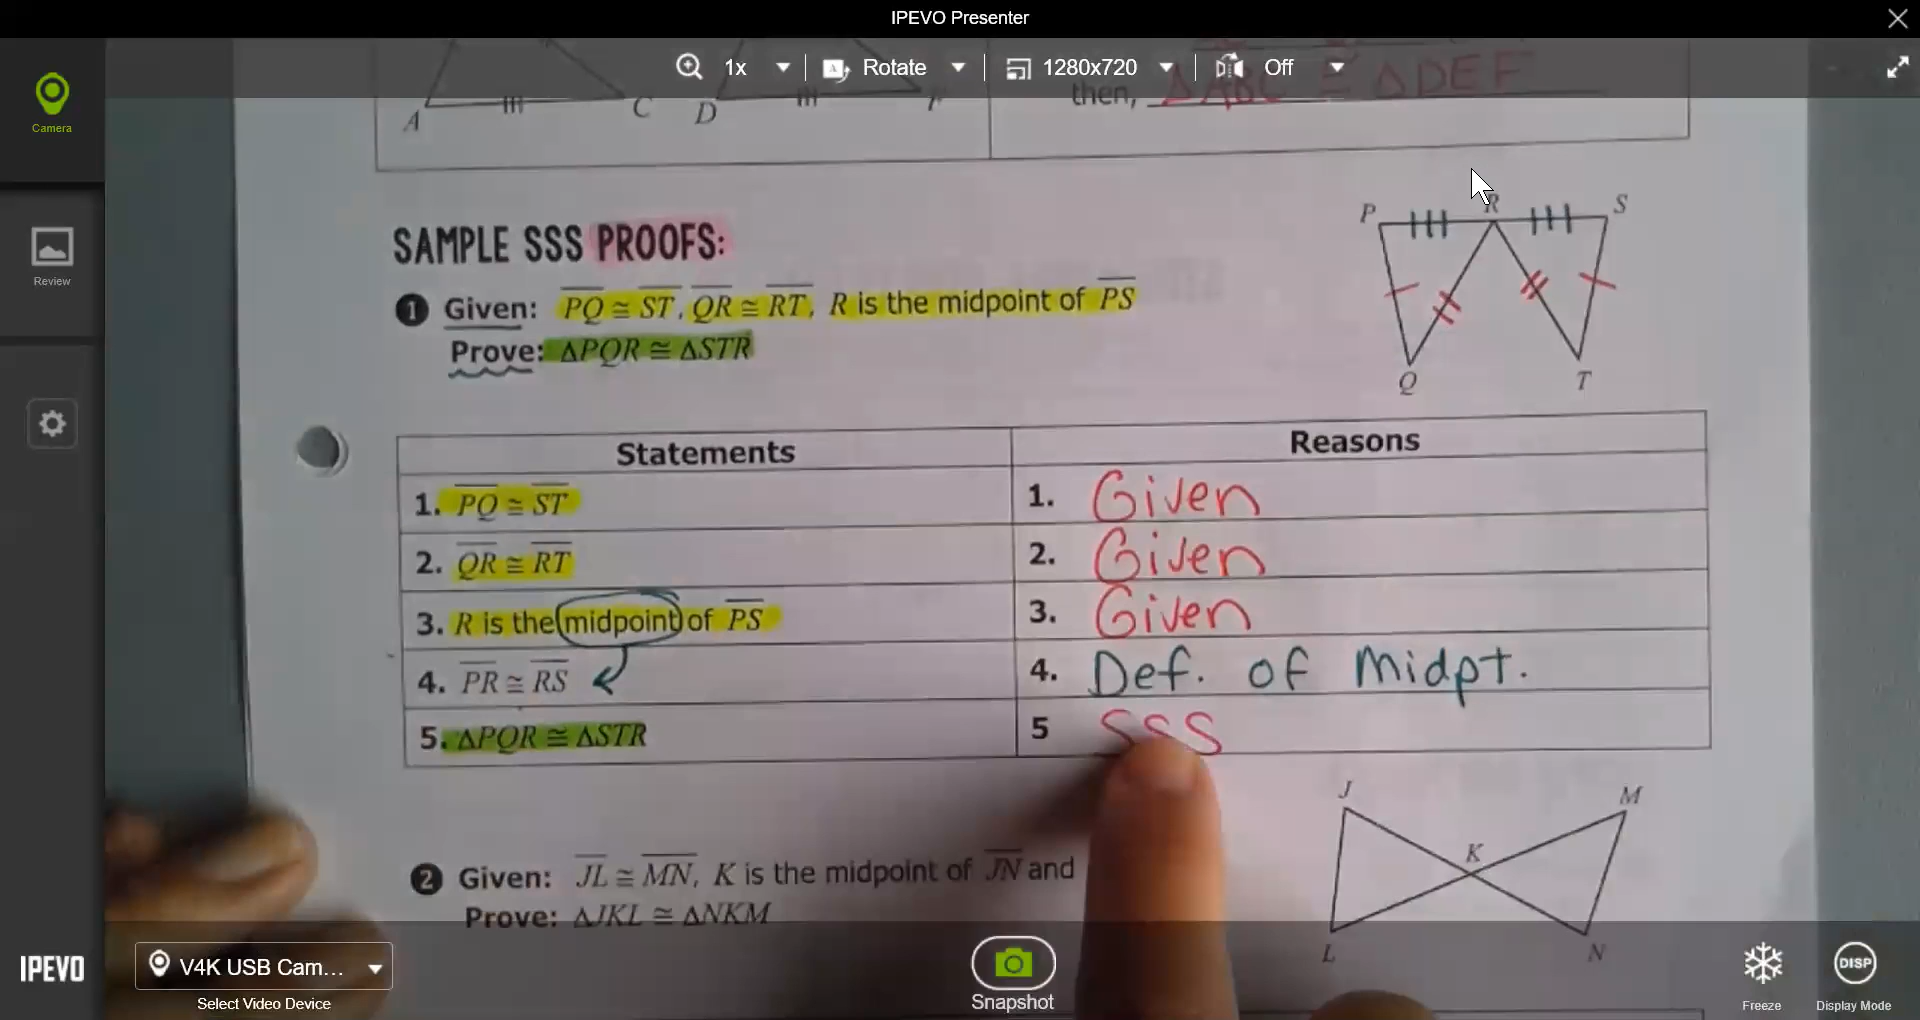 IPEVO Presenter
1x Rotate 1280x720 Off
Camera
A C D F
then, ΔABC ≅ ΔDEF
P R S
Q T
Review
SAMPLE SSS PROOFS:
1 Given: PQ ≅ ST, QR ≅ RT, R is the midpoint of PS
Prove: ΔPQR ≅ ΔSTR
Statements Reasons
1. PQ ≅ ST 1. Given
2. QR ≅ RT 2. Given
3. R is the midpoint of PS 3. Given
4. PR ≅ RS 4. Def. of Midpt.
5. ΔPQR ≅ ΔSTR 5 SSS
J M
K
L N
2 Given: JL ≅ MN, K is the midpoint of JN and
Prove: ΔJKL ≅ ΔNKM
IPEVO
V4K USB Cam...
Select Video Device
Snapshot
Freeze
DISP
Display Mode